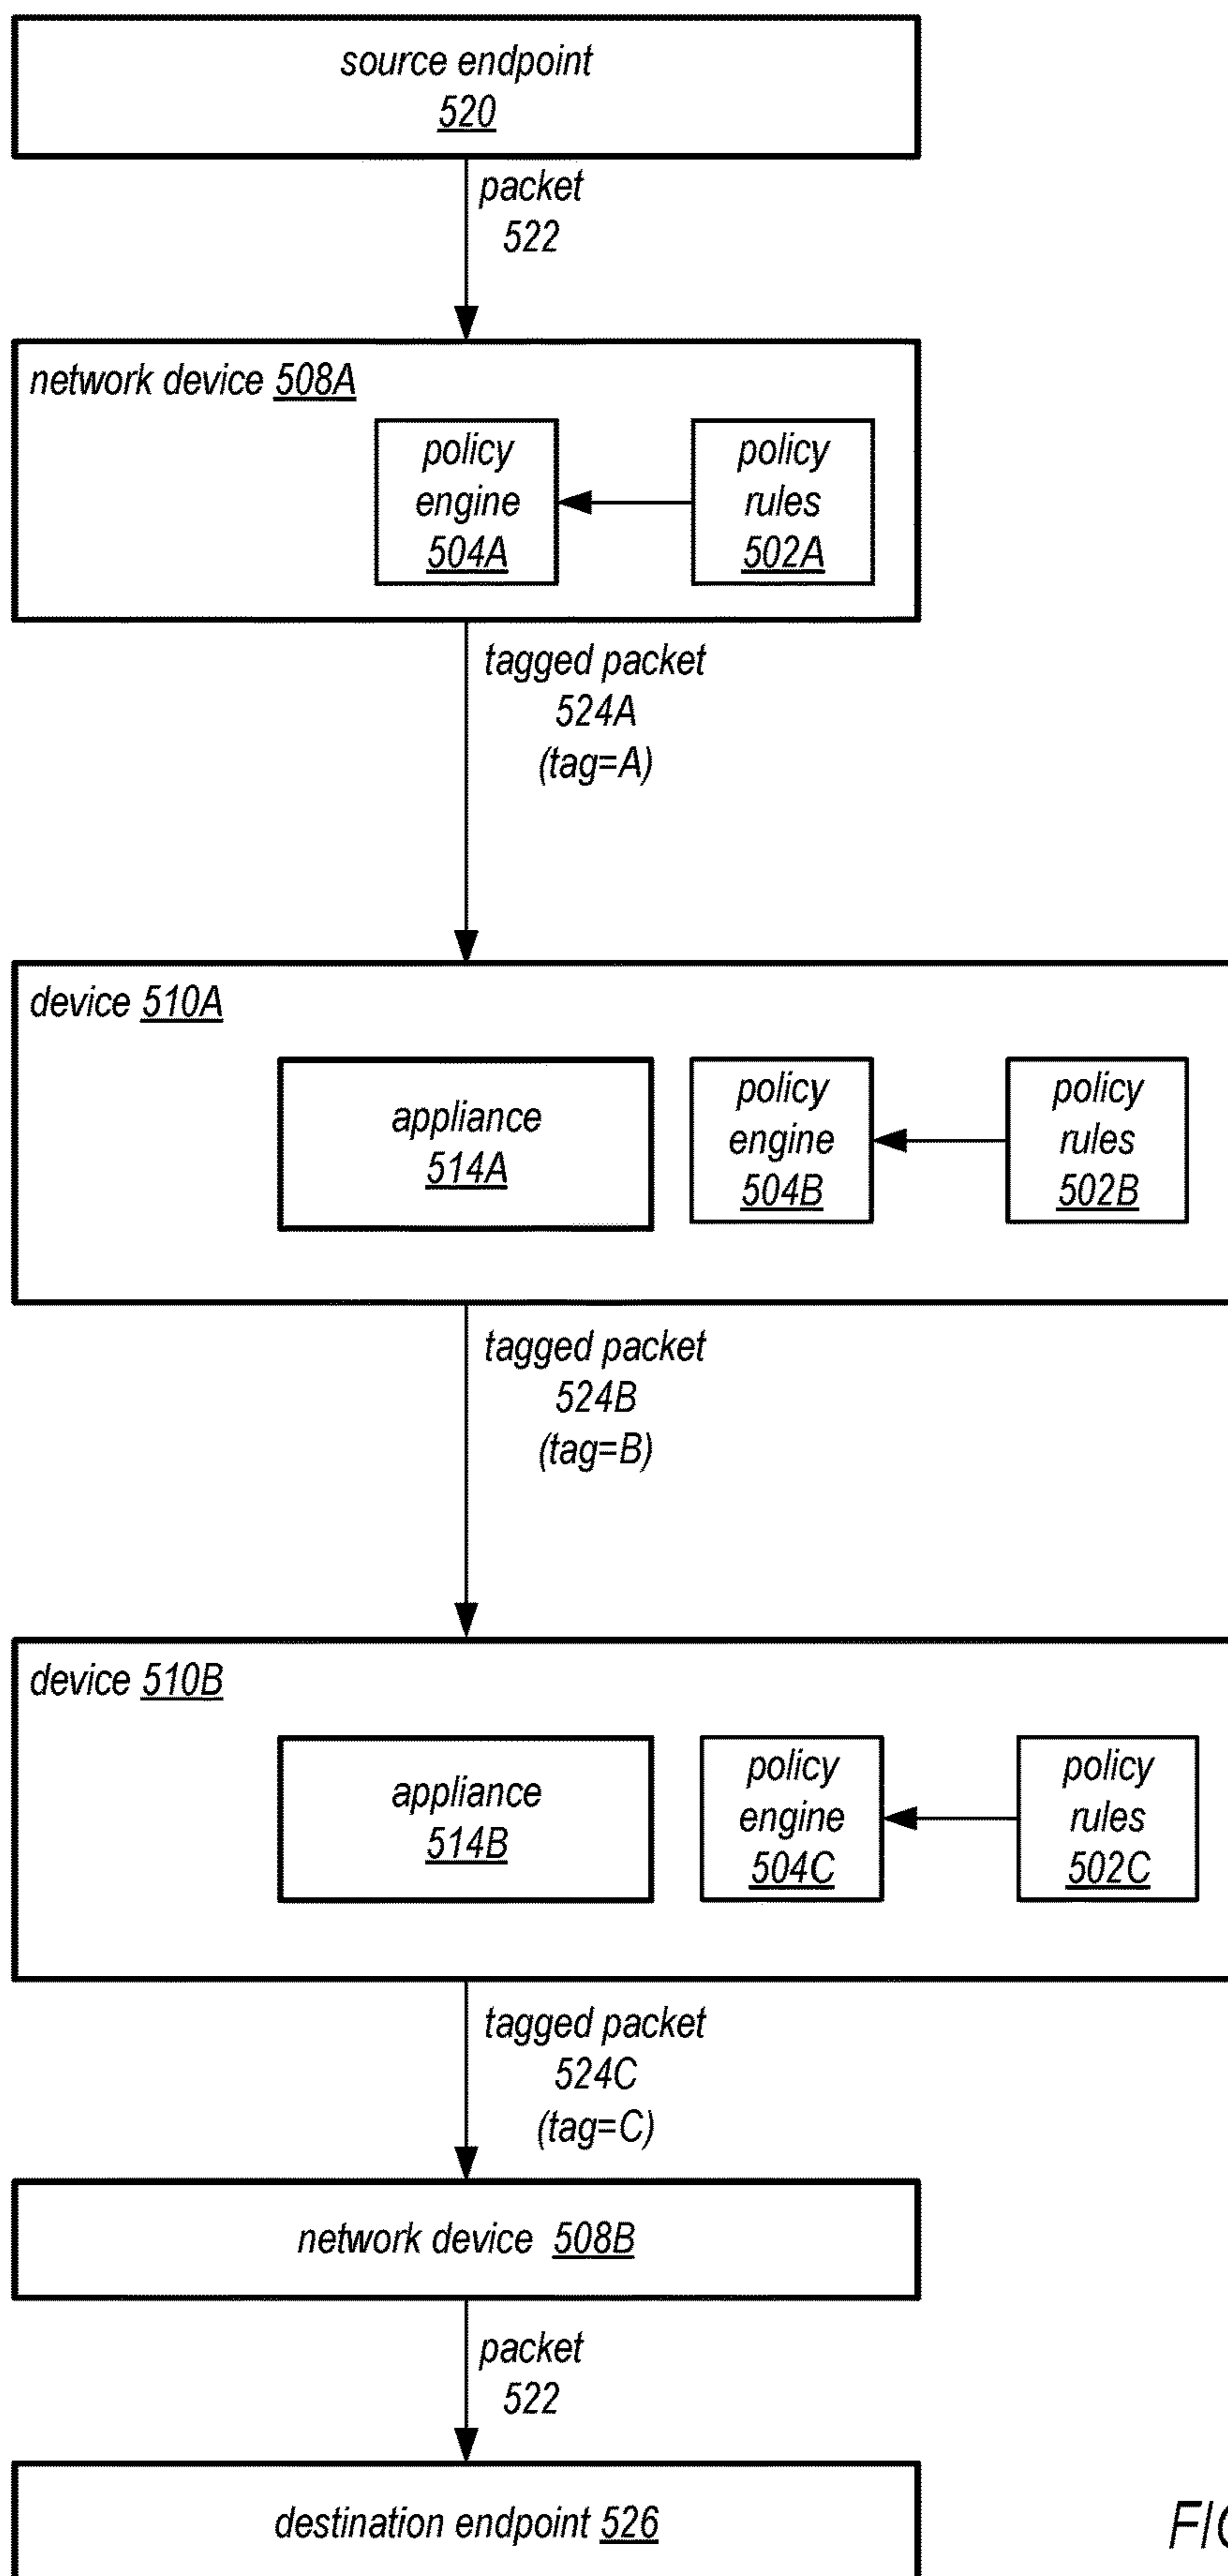 source endpoint
520
packet
522
network device 508A
policy
engine
504A
policy
rules
502A
tagged packet
524A
(tag=A)
device 510A
appliance
514A
policy
engine
504B
policy
rules
502B
tagged packet
524B
(tag=B)
device 510B
appliance
514B
policy
engine
504C
policy
rules
502C
tagged packet
524C
(tag=C)
network device 508B
packet
522
destination endpoint 526